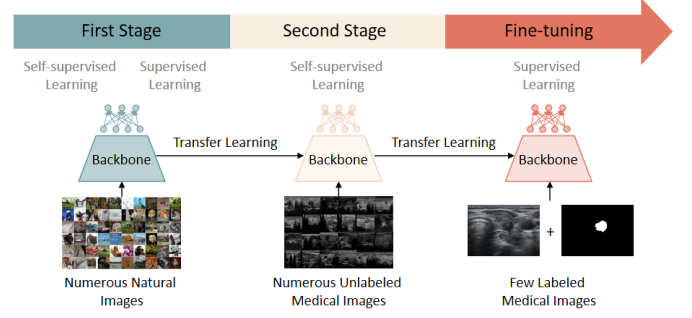 First Stage
Second Stage
Fine-tuning
Self-supervised
Learning
Supervised
Learning
Self-supervised
Learning
Supervised
Learning
Backbone
Transfer Learning
Backbone
Transfer Learning
Backbone
+
Numerous Natural
Images
Numerous Unlabeled
Medical Images
Few Labeled
Medical Images